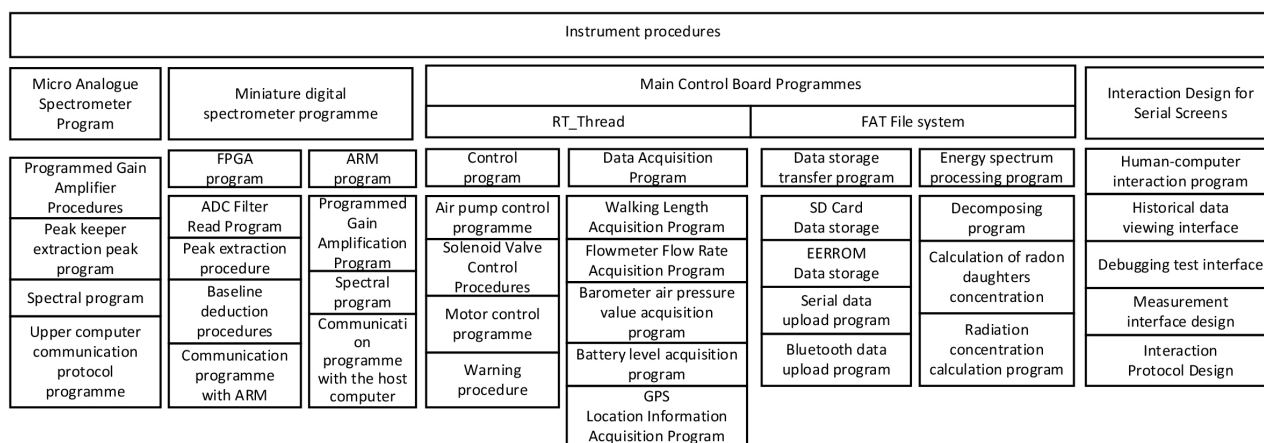 Instrument procedures
Micro Analogue
Spectrometer
Program
Miniature digital
spectrometer programme
Main Control Board Programmes
RT_Thread
FAT File system
Interaction Design for
Serial Screens
Programmed Gain
Amplifier
Procedures
Peak keeper
extraction peak
program
Spectral program
Upper computer
communication
protocol
programme
FPGA
program
ADC Filter
Read Program
Peak extraction
procedure
Baseline
deduction
procedures
Communication
programme
with ARM
ARM
program
Programmed
Gain
Amplification
Program
Spectral
program
Communicati
on
programme
with the host
computer
Control
program
Air pump control
programme
Solenoid Valve
Control
Procedures
Motor control
programme
Warning
procedure
Data Acquisition
Program
Walking Length
Acquisition Program
Flowmeter Flow Rate
Acquisition Program
Barometer air pressure
value acquisition
program
Battery level acquisition
program
GPS
Location Information
Acquisition Program
Data storage
transfer program
SD Card
Data storage
EERROM
Data storage
Serial data
upload program
Bluetooth data
upload program
Energy spectrum
processing program
Decomposing
program
Calculation of radon
daughters
concentration
Radiation
concentration
calculation program
Human-computer
interaction program
Historical data
viewing interface
Debugging test interface
Measurement
interface design
Interaction
Protocol Design